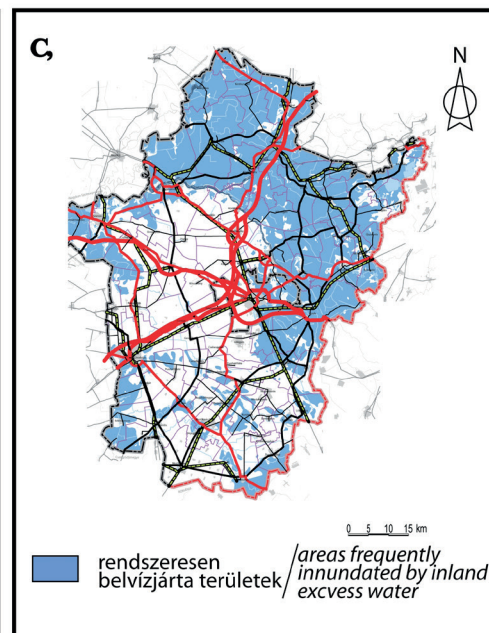 c,
N
0 5 10 15 km
rendszeresen
belvízjárta területek / areas frequently
innundated by inland
excvess water